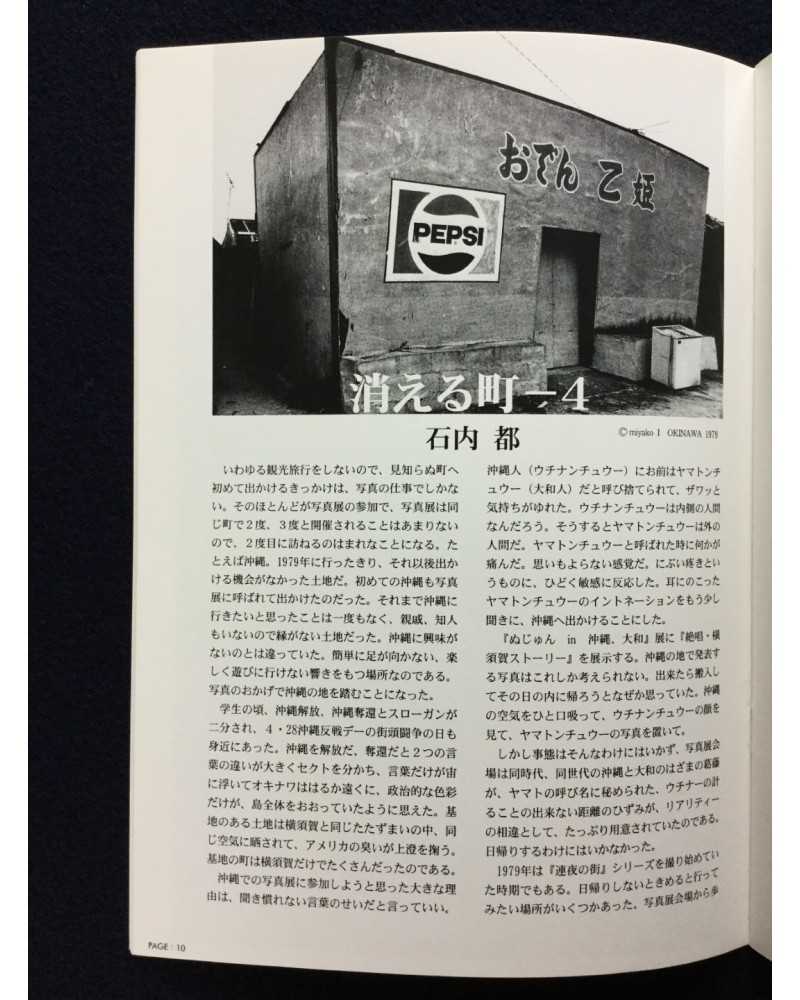 おでん 乙姫
PEPSI
消える町－4
石内 都
©miyako I OKINAWA 1979
いわゆる観光旅行をしないので、見知らぬ町へ
初めて出かけるきっかけは、写真の仕事でしかな
い。そのほとんどが写真展の参加で、写真展は同
じ町で２度、３度と開催されることはあまりない
ので、２度目に訪ねるのはまれなことになる。た
とえば沖縄。1979年に行ったきり、それ以後出か
ける機会がなかった土地だ。初めての沖縄も写真
展に呼ばれて出かけたのだった。それまで沖縄に
行きたいと思ったことは一度もなく、親戚、知人
もいないので縁がない土地だった。沖縄に興味が
ないのとは違っていた。簡単に足が向かない、楽
しく遊びに行けない響きをもつ場所なのである。
写真のおかげで沖縄の地を踏むことになった。
学生の頃、沖縄解放、沖縄奪還とスローガンが
二分され、４・28沖縄反戦デーの街頭闘争の日も
身近にあった。沖縄を解放だ、奪還だと２つの言
葉の違いが大きくセクトを分かち、言葉だけが宙
に浮いてオキナワははるか遠くに、政治的な色彩
だけが、島全体をおおっていたように思えた。基
地のある土地は横須賀と同じたたずまいの中、同
じ空気に晒されて、アメリカの臭いが上澄を掬う。
基地の町は横須賀だけでたくさんだったのである。
沖縄での写真展に参加しようと思った大きな理
由は、聞き慣れない言葉のせいだと言っていい。
沖縄人（ウチナンチュウー）にお前はヤマトンチ
ュウー（大和人）だと呼び捨てられて、ザワッと
気持ちがゆれた。ウチナンチュウーは内側の人間
なんだろう。そうするとヤマトンチュウーは外の
人間だ。ヤマトンチュウーと呼ばれた時に何かが
痛んだ。思いもよらない感覚だ。にぶい疼きとい
うものに、ひどく敏感に反応した。耳にのこった
ヤマトンチュウーのイントネーションをもう少し
聞きに、沖縄へ出かけることにした。
『ぬじゅん in 沖縄、大和』展に『絶唱・横
須賀ストーリー』を展示する。沖縄の地で発表す
る写真はこれしか考えられない。出来たら搬入し
てその日の内に帰ろうとなぜか思っていた。沖縄
の空気をひと口吸って、ウチナンチュウーの顔を
見て、ヤマトンチュウーの写真を置いて。
しかし事態はそんなわけにはいかず、写真展会
場は同時代、同世代の沖縄と大和のはざまの葛藤
が、ヤマトの呼び名に秘められた、ウチナーの計
ることの出来ない距離のひずみが、リアリティー
の相違として、たっぷり用意されていたのである。
日帰りするわけにはいかなかった。
1979年は『連夜の街』シリーズを撮り始めてい
た時期でもある。日帰りしないときめると行って
みたい場所がいくつかあった。写真展会場から歩
PAGE : 10